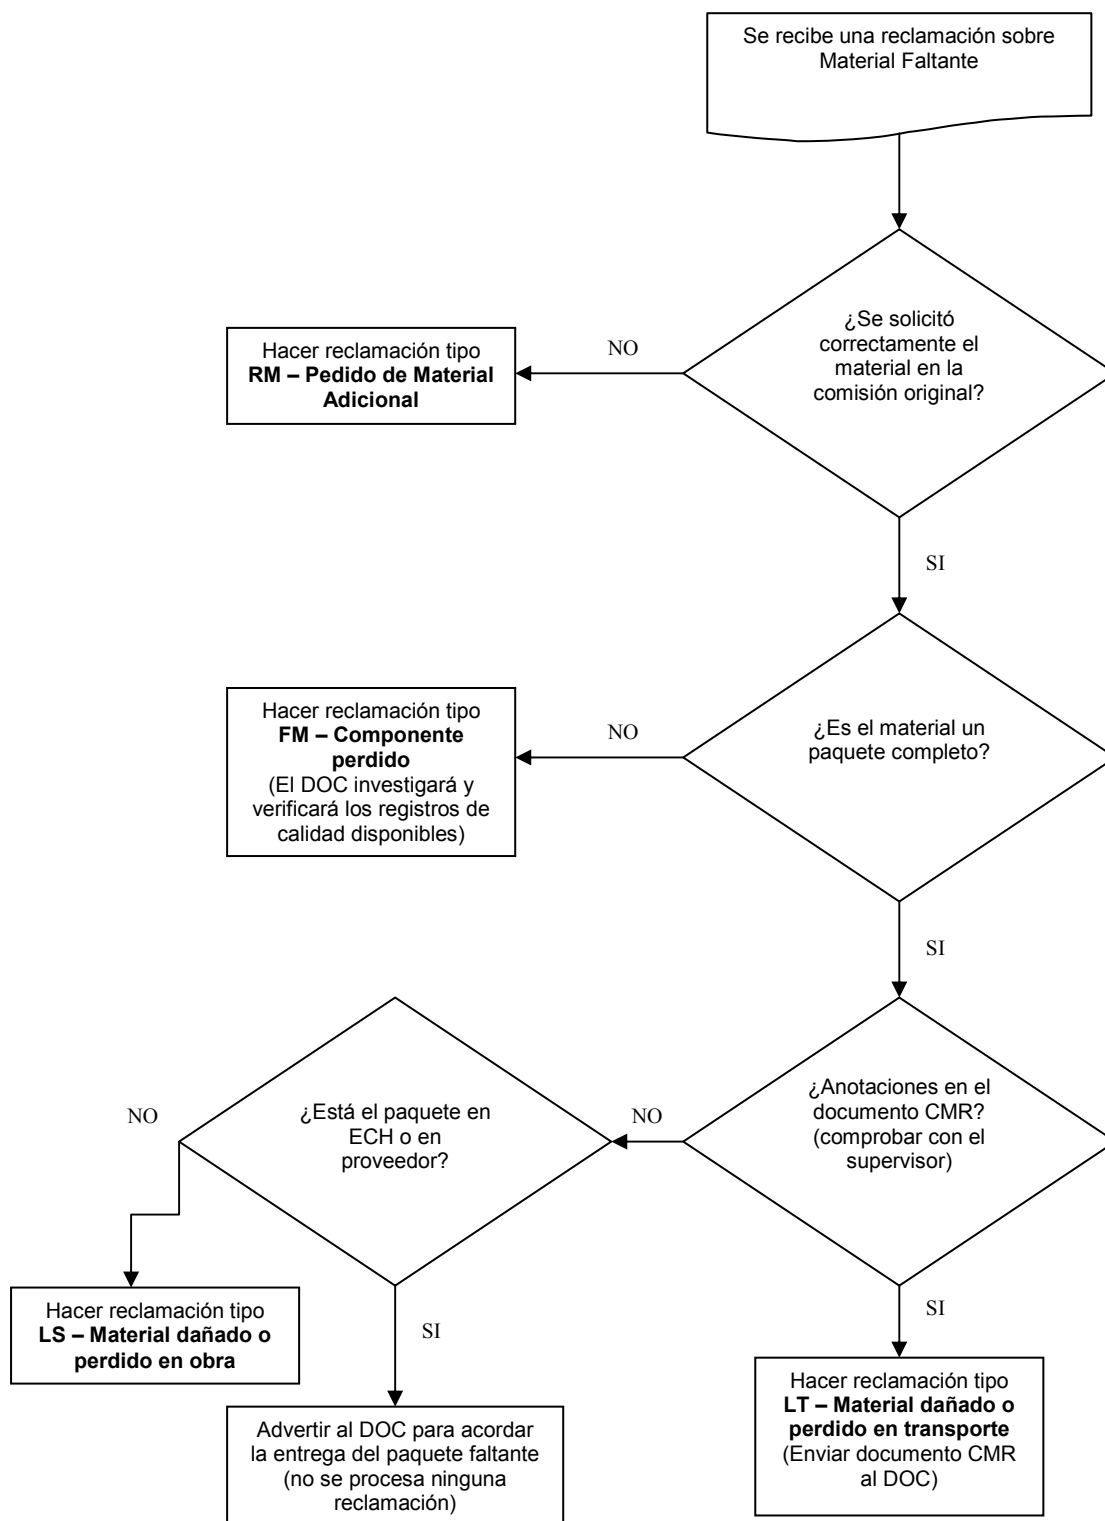 Se recibe una reclamación sobre
Material Faltante
¿Se solicitó
correctamente el
material en la
comisión original?
NO
Hacer reclamación tipo
RM – Pedido de Material
Adicional
SI
¿Es el material un
paquete completo?
NO
Hacer reclamación tipo
FM – Componente
perdido
(El DOC investigará y
verificará los registros de
calidad disponibles)
SI
¿Anotaciones en el
documento CMR?
(comprobar con el
supervisor)
NO
¿Está el paquete en
ECH o en
proveedor?
NO
Hacer reclamación tipo
LS – Material dañado o
perdido en obra
SI
Advertir al DOC para acordar
la entrega del paquete faltante
(no se procesa ninguna
reclamación)
SI
Hacer reclamación tipo
LT – Material dañado o
perdido en transporte
(Enviar documento CMR
al DOC)